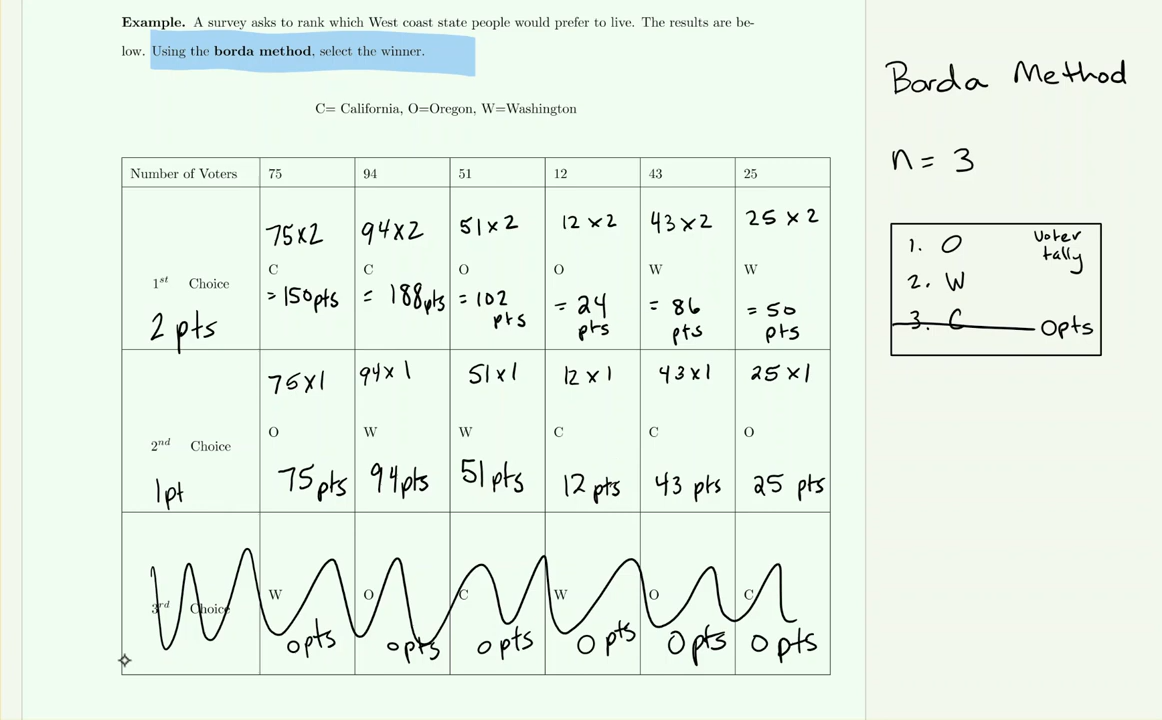 Example. A survey asks to rank which West coast state people would prefer to live. The results are be-
low. Using the borda method, select the winner.
C= California, O=Oregon, W=Washington
Number of Voters 75 94 51 12 43 25
75x2 94x2 51x2 12x2 43x2 25x2
C C O O W W
1st Choice
= 150pts = 188pts = 102 pts = 24 pts = 86 pts = 50 pts
2 pts
75x1 94x1 51x1 12x1 43x1 25x1
O W W C C O
2nd Choice
75pts 94pts 51pts 12pts 43 pts 25 pts
1pt
3rd Choice W O C W O C
0pts 0pts 0pts 0pts 0pts 0pts
Borda Method
n = 3
1. O
2. W
3. C
Voter
tally
0pts